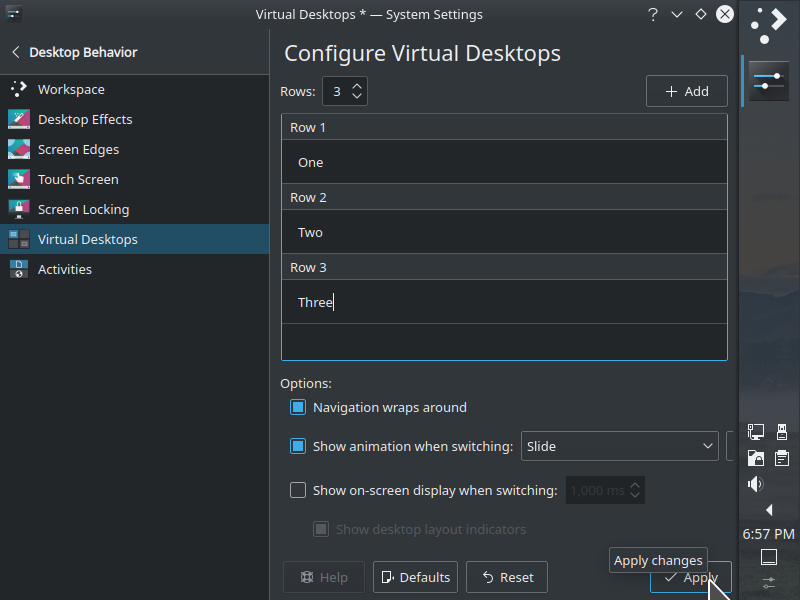 Virtual Desktops * — System Settings
?
Desktop Behavior
Workspace
Desktop Effects
Screen Edges
Touch Screen
Screen Locking
Virtual Desktops
Activities
Configure Virtual Desktops
Rows: 3
+ Add
Row 1
One
Row 2
Two
Row 3
Three
Options:
Navigation wraps around
Show animation when switching: Slide
Show on-screen display when switching: 1,000 ms
Show desktop layout indicators
Apply changes
Help
Defaults
Reset
Apply
6:57 PM